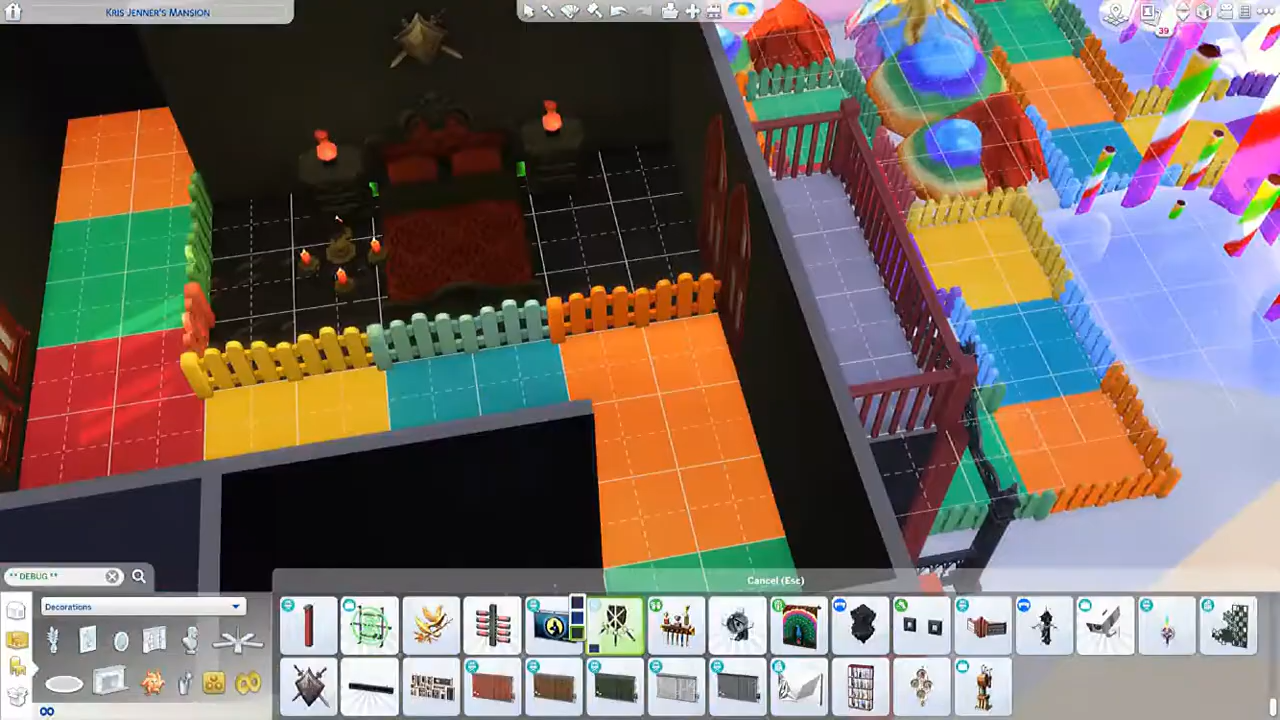 Kris Jenner's Mansion
39
Cancel (Esc)
** DEBUG **
Decorations